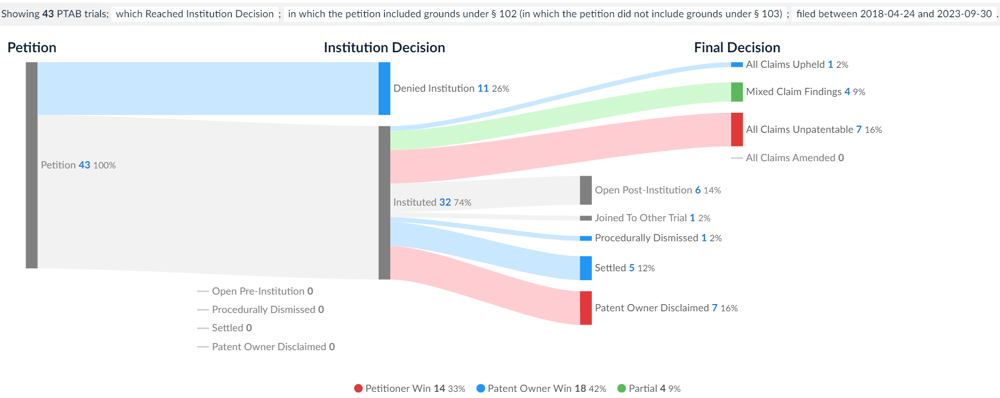 Showing 43 PTAB trials; which Reached Institution Decision ; in which the petition included grounds under § 102 (in which the petition did not include grounds under § 103) ; filed between 2018-04-24 and 2023-09-30 .
Petition Institution Decision Final Decision
All Claims Upheld 1 2%
Denied Institution 11 26%
Mixed Claim Findings 4 9%
All Claims Unpatentable 7 16%
All Claims Amended 0
Petition 43 100%
Open Post-Institution 6 14%
Instituted 32 74%
Joined To Other Trial 1 2%
Procedurally Dismissed 1 2%
Settled 5 12%
Open Pre-Institution 0
Patent Owner Disclaimed 7 16%
Procedurally Dismissed 0
Settled 0
Patent Owner Disclaimed 0
Petitioner Win 14 33% Patent Owner Win 18 42% Partial 4 9%